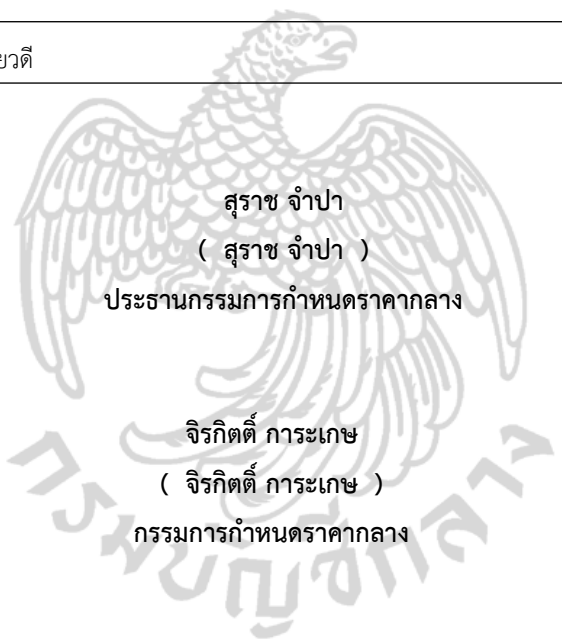 ยวดี
สุราช จำปา
( สุราช จำปา )
ประธานกรรมการกำหนดราคากลาง
จิรกิตติ์ การะเกษ
( จิรกิตติ์ การะเกษ )
กรรมการกำหนดราคากลาง
กรมบัญชีกลาง